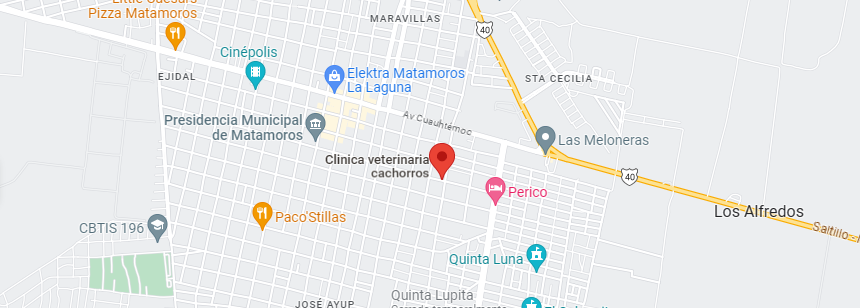 Little Caesars
Pizza Matamoros
MARAVILLAS
40
Cinépolis
EJIDAL
Elektra Matamoros
La Laguna
STA CECILIA
Presidencia Municipal
de Matamoros
Av Cuauhtémoc
Las Meloneras
Clinica veterinaria
cachorros
40
Perico
Los Alfredos
Paco'Stillas
CBTIS 196
Saltillo -
Quinta Luna
Quinta Lupita
JOSÉ AYUP